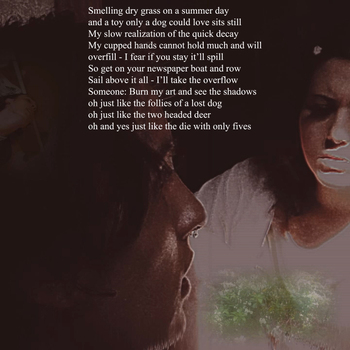 Smelling dry grass on a summer day
and a toy only a dog could love sits still
My slow realization of the quick decay
My cupped hands cannot hold much and will
overfill - I fear if you stay it'll spill
So get on your newspaper boat and row
Sail above it all - I'll take the overflow
Someone: Burn my art and see the shadows
oh just like the follies of a lost dog
oh just like the two headed deer
oh and yes just like the die with only fives